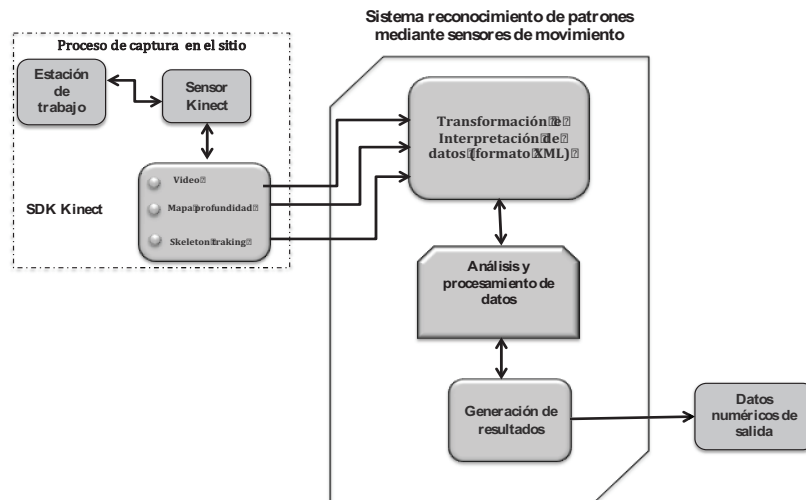 Sistema reconocimiento de patrones
mediante sensores de movimiento
Proceso de captura en el sitio
Estación
de
trabajo
Sensor
Kinect
SDK Kinect
Video
Mapa profundidad
Skeleton traking
Transformación e
Interpretación de
datos (formato XML)
Análisis y
procesamiento de
datos
Generación de
resultados
Datos
numéricos de
salida